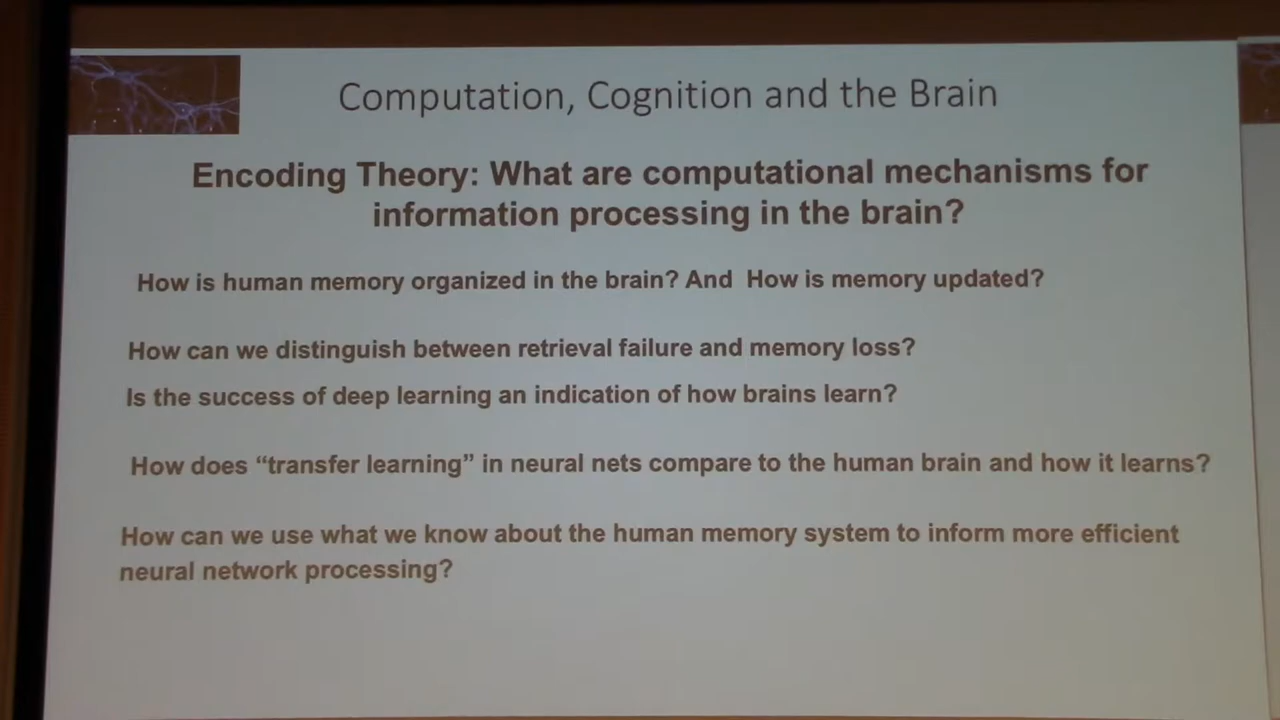 Computation, Cognition and the Brain
Encoding Theory: What are computational mechanisms for
information processing in the brain?
How is human memory organized in the brain? And  How is memory updated?
How can we distinguish between retrieval failure and memory loss?
Is the success of deep learning an indication of how brains learn?
How does “transfer learning” in neural nets compare to the human brain and how it learns?
How can we use what we know about the human memory system to inform more efficient
neural network processing?